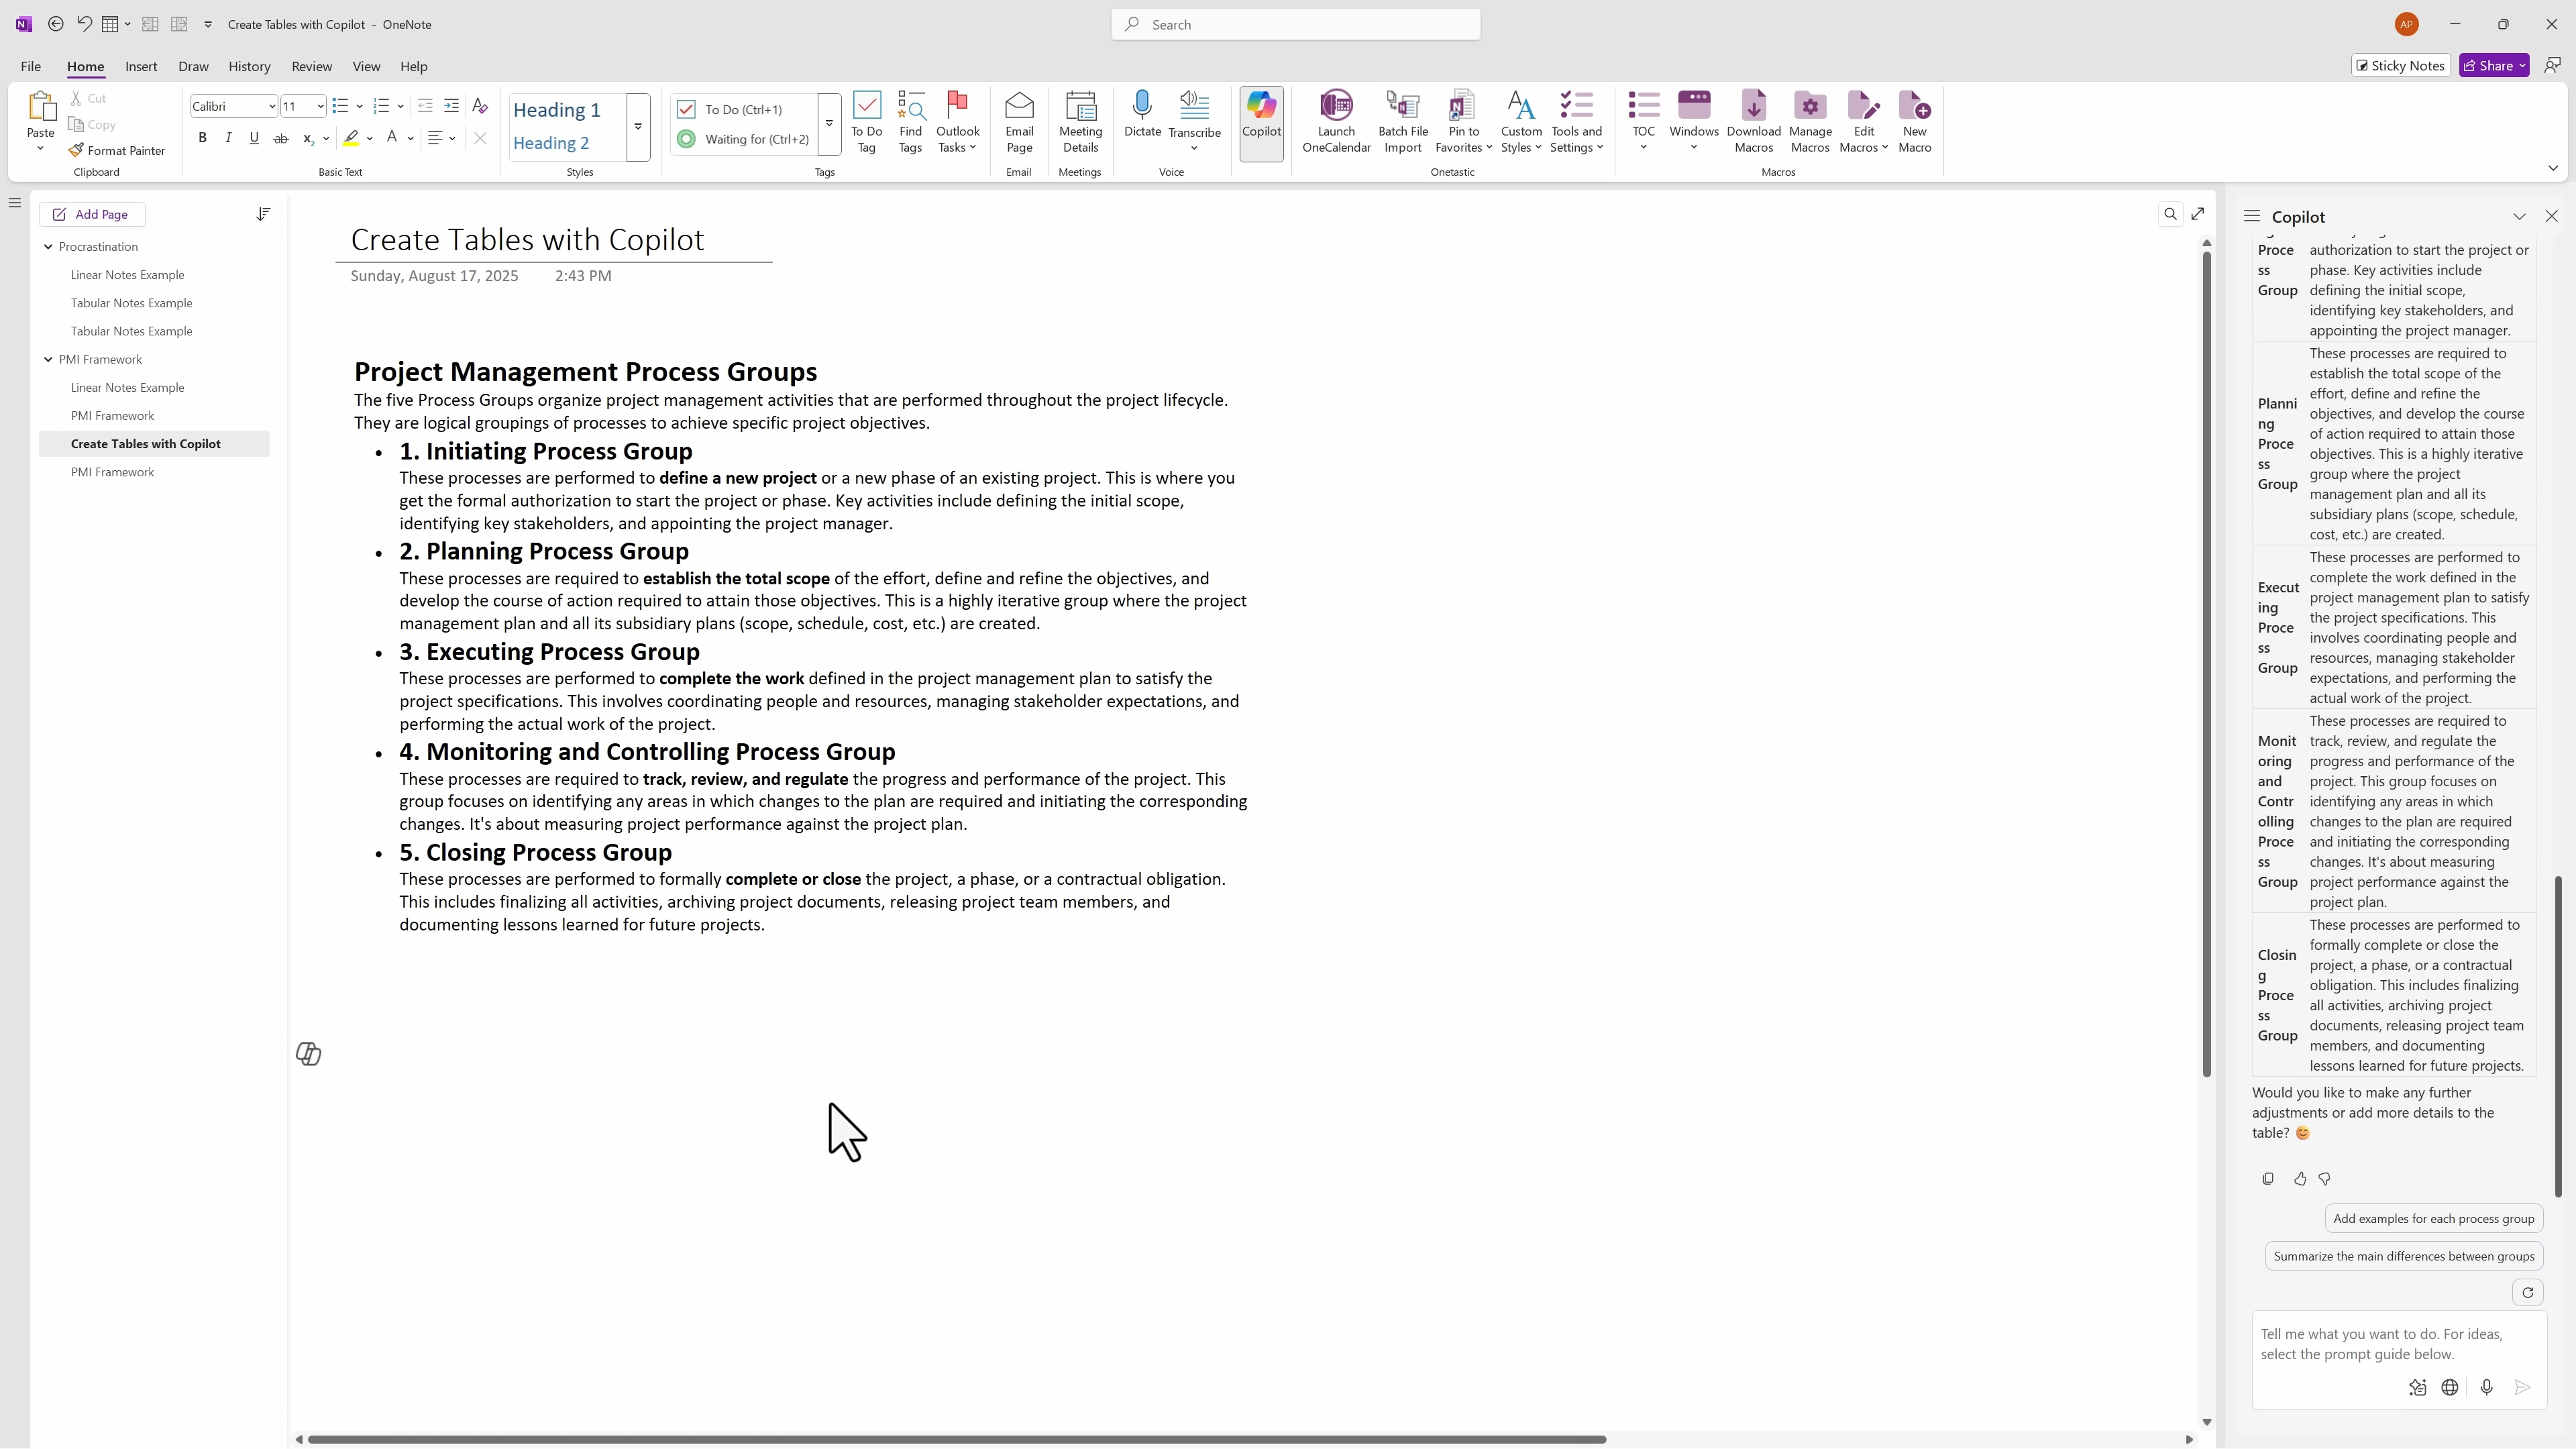 Create Tables with Copilot - OneNote
Search
AP
File Home Insert Draw History Review View Help
Sticky Notes
Share
Paste
Cut
Copy
Format Painter
Clipboard
Calibri
11
B I U ab x₂ A
Basic Text
Heading 1
Heading 2
Styles
To Do (Ctrl+1)
Waiting for (Ctrl+2)
To Do
Tag
Find
Tags
Outlook
Tasks
Tags
Email
Page
Email
Meeting
Details
Meetings
Dictate
Transcribe
Voice
Copilot
Launch
OneCalendar
Batch File
Import
Pin to
Favorites
Custom
Styles
Tools and
Settings
Onetastic
TOC
Windows
Download
Macros
Manage
Macros
Edit
Macros
New
Macro
Macros
Add Page
Procrastination
Linear Notes Example
Tabular Notes Example
Tabular Notes Example
PMI Framework
Linear Notes Example
PMI Framework
Create Tables with Copilot
PMI Framework
Create Tables with Copilot
Sunday, August 17, 2025 2:43 PM
Project Management Process Groups
The five Process Groups organize project management activities that are performed throughout the project lifecycle.
They are logical groupings of processes to achieve specific project objectives.
• 1. Initiating Process Group
These processes are performed to define a new project or a new phase of an existing project. This is where you
get the formal authorization to start the project or phase. Key activities include defining the initial scope,
identifying key stakeholders, and appointing the project manager.
• 2. Planning Process Group
These processes are required to establish the total scope of the effort, define and refine the objectives, and
develop the course of action required to attain those objectives. This is a highly iterative group where the project
management plan and all its subsidiary plans (scope, schedule, cost, etc.) are created.
• 3. Executing Process Group
These processes are performed to complete the work defined in the project management plan to satisfy the
project specifications. This involves coordinating people and resources, managing stakeholder expectations, and
performing the actual work of the project.
• 4. Monitoring and Controlling Process Group
These processes are required to track, review, and regulate the progress and performance of the project. This
group focuses on identifying any areas in which changes to the plan are required and initiating the corresponding
changes. It's about measuring project performance against the project plan.
• 5. Closing Process Group
These processes are performed to formally complete or close the project, a phase, or a contractual obligation.
This includes finalizing all activities, archiving project documents, releasing project team members, and
documenting lessons learned for future projects.
Copilot
Proce
ss
Group
authorization to start the project or
phase. Key activities include
defining the initial scope,
identifying key stakeholders, and
appointing the project manager.
Planni
ng
Proce
ss
Group
These processes are required to
establish the total scope of the
effort, define and refine the
objectives, and develop the course
of action required to attain those
objectives. This is a highly iterative
group where the project
management plan and all its
subsidiary plans (scope, schedule,
cost, etc.) are created.
Execut
ing
Proce
ss
Group
These processes are performed to
complete the work defined in the
project management plan to satisfy
the project specifications. This
involves coordinating people and
resources, managing stakeholder
expectations, and performing the
actual work of the project.
Monit
oring
and
Contr
olling
Proce
ss
Group
These processes are required to
track, review, and regulate the
progress and performance of the
project. This group focuses on
identifying any areas in which
changes to the plan are required
and initiating the corresponding
changes. It's about measuring
project performance against the
project plan.
Closin
g
Proce
ss
Group
These processes are performed to
formally complete or close the
project, a phase, or a contractual
obligation. This includes finalizing
all activities, archiving project
documents, releasing project team
members, and documenting
lessons learned for future projects.
Would you like to make any further
adjustments or add more details to the
table? 😊
Add examples for each process group
Summarize the main differences between groups
Tell me what you want to do. For ideas,
select the prompt guide below.